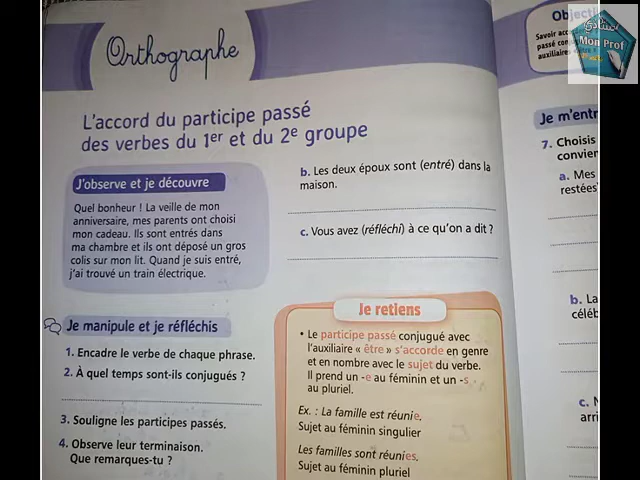 Orthographe
L'accord du participe passé
des verbes du 1er et du 2e groupe
J'observe et je découvre
Quel bonheur ! La veille de mon
anniversaire, mes parents ont choisi
mon cadeau. Ils sont entrés dans
ma chambre et ils ont déposé un gros
colis sur mon lit. Quand je suis entré,
j'ai trouvé un train électrique.
Je manipule et je réfléchis
1. Encadre le verbe de chaque phrase.
2. À quel temps sont-ils conjugués ?
3. Souligne les participes passés.
4. Observe leur terminaison.
Que remarques-tu ?
b. Les deux époux sont (entré) dans la
maison.
c. Vous avez (réfléchi) à ce qu'on a dit ?
Je retiens
• Le participe passé conjugué avec
l'auxiliaire « être » s'accorde en genre
et en nombre avec le sujet du verbe.
Il prend un -e au féminin et un -s
au pluriel.
Ex. : La famille est réunie.
Sujet au féminin singulier
Les familles sont réunies.
Sujet au féminin pluriel
Objecti
Savoir acc
passé con
auxiliaires
Mon Prof
Je m'entr
7. Choisis
convien
a. Mes
restées
b. La
céléb
c. N
arri